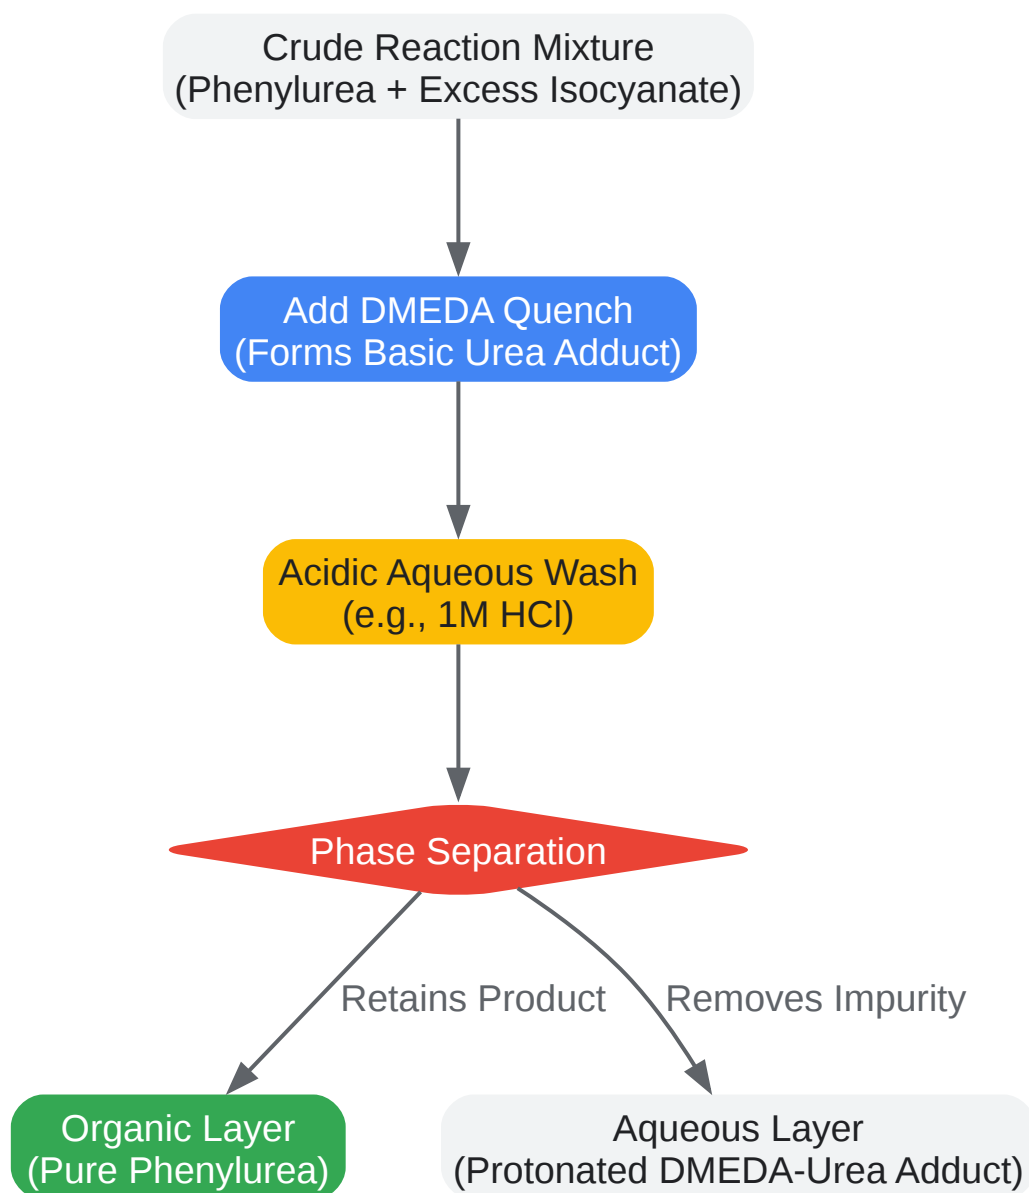 Crude Reaction Mixture
(Phenylurea + Excess Isocyanate)
Add DMEDA Quench
(Forms Basic Urea Adduct)
Acidic Aqueous Wash
(e.g., 1M HCl)
Phase Separation
Retains Product
Removes Impurity
Organic Layer
(Pure Phenylurea)
Aqueous Layer
(Protonated DMEDA-Urea Adduct)